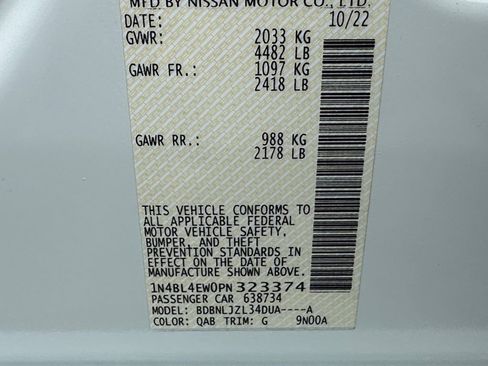 MFD BY NISSAN MOTOR CO., LTD.
DATE: 10/22
GVWR: 2033 KG
4482 LB
GAWR FR: 1097 KG
2418 LB
GAWR RR: 988 KG
2178 LB
THIS VEHICLE CONFORMS TO
ALL APPLICABLE FEDERAL
MOTOR VEHICLE SAFETY,
BUMPER, AND THEFT
PREVENTION STANDARDS
IN EFFECT ON THE DATE OF
MANUFACTURE SHOWN ABOVE.
1N4BL4EW0PN323374
PASSENGER CAR 638734
MODEL: BDBNLJZL34DUA----A
COLOR: QAB TRIM: G 9N00A